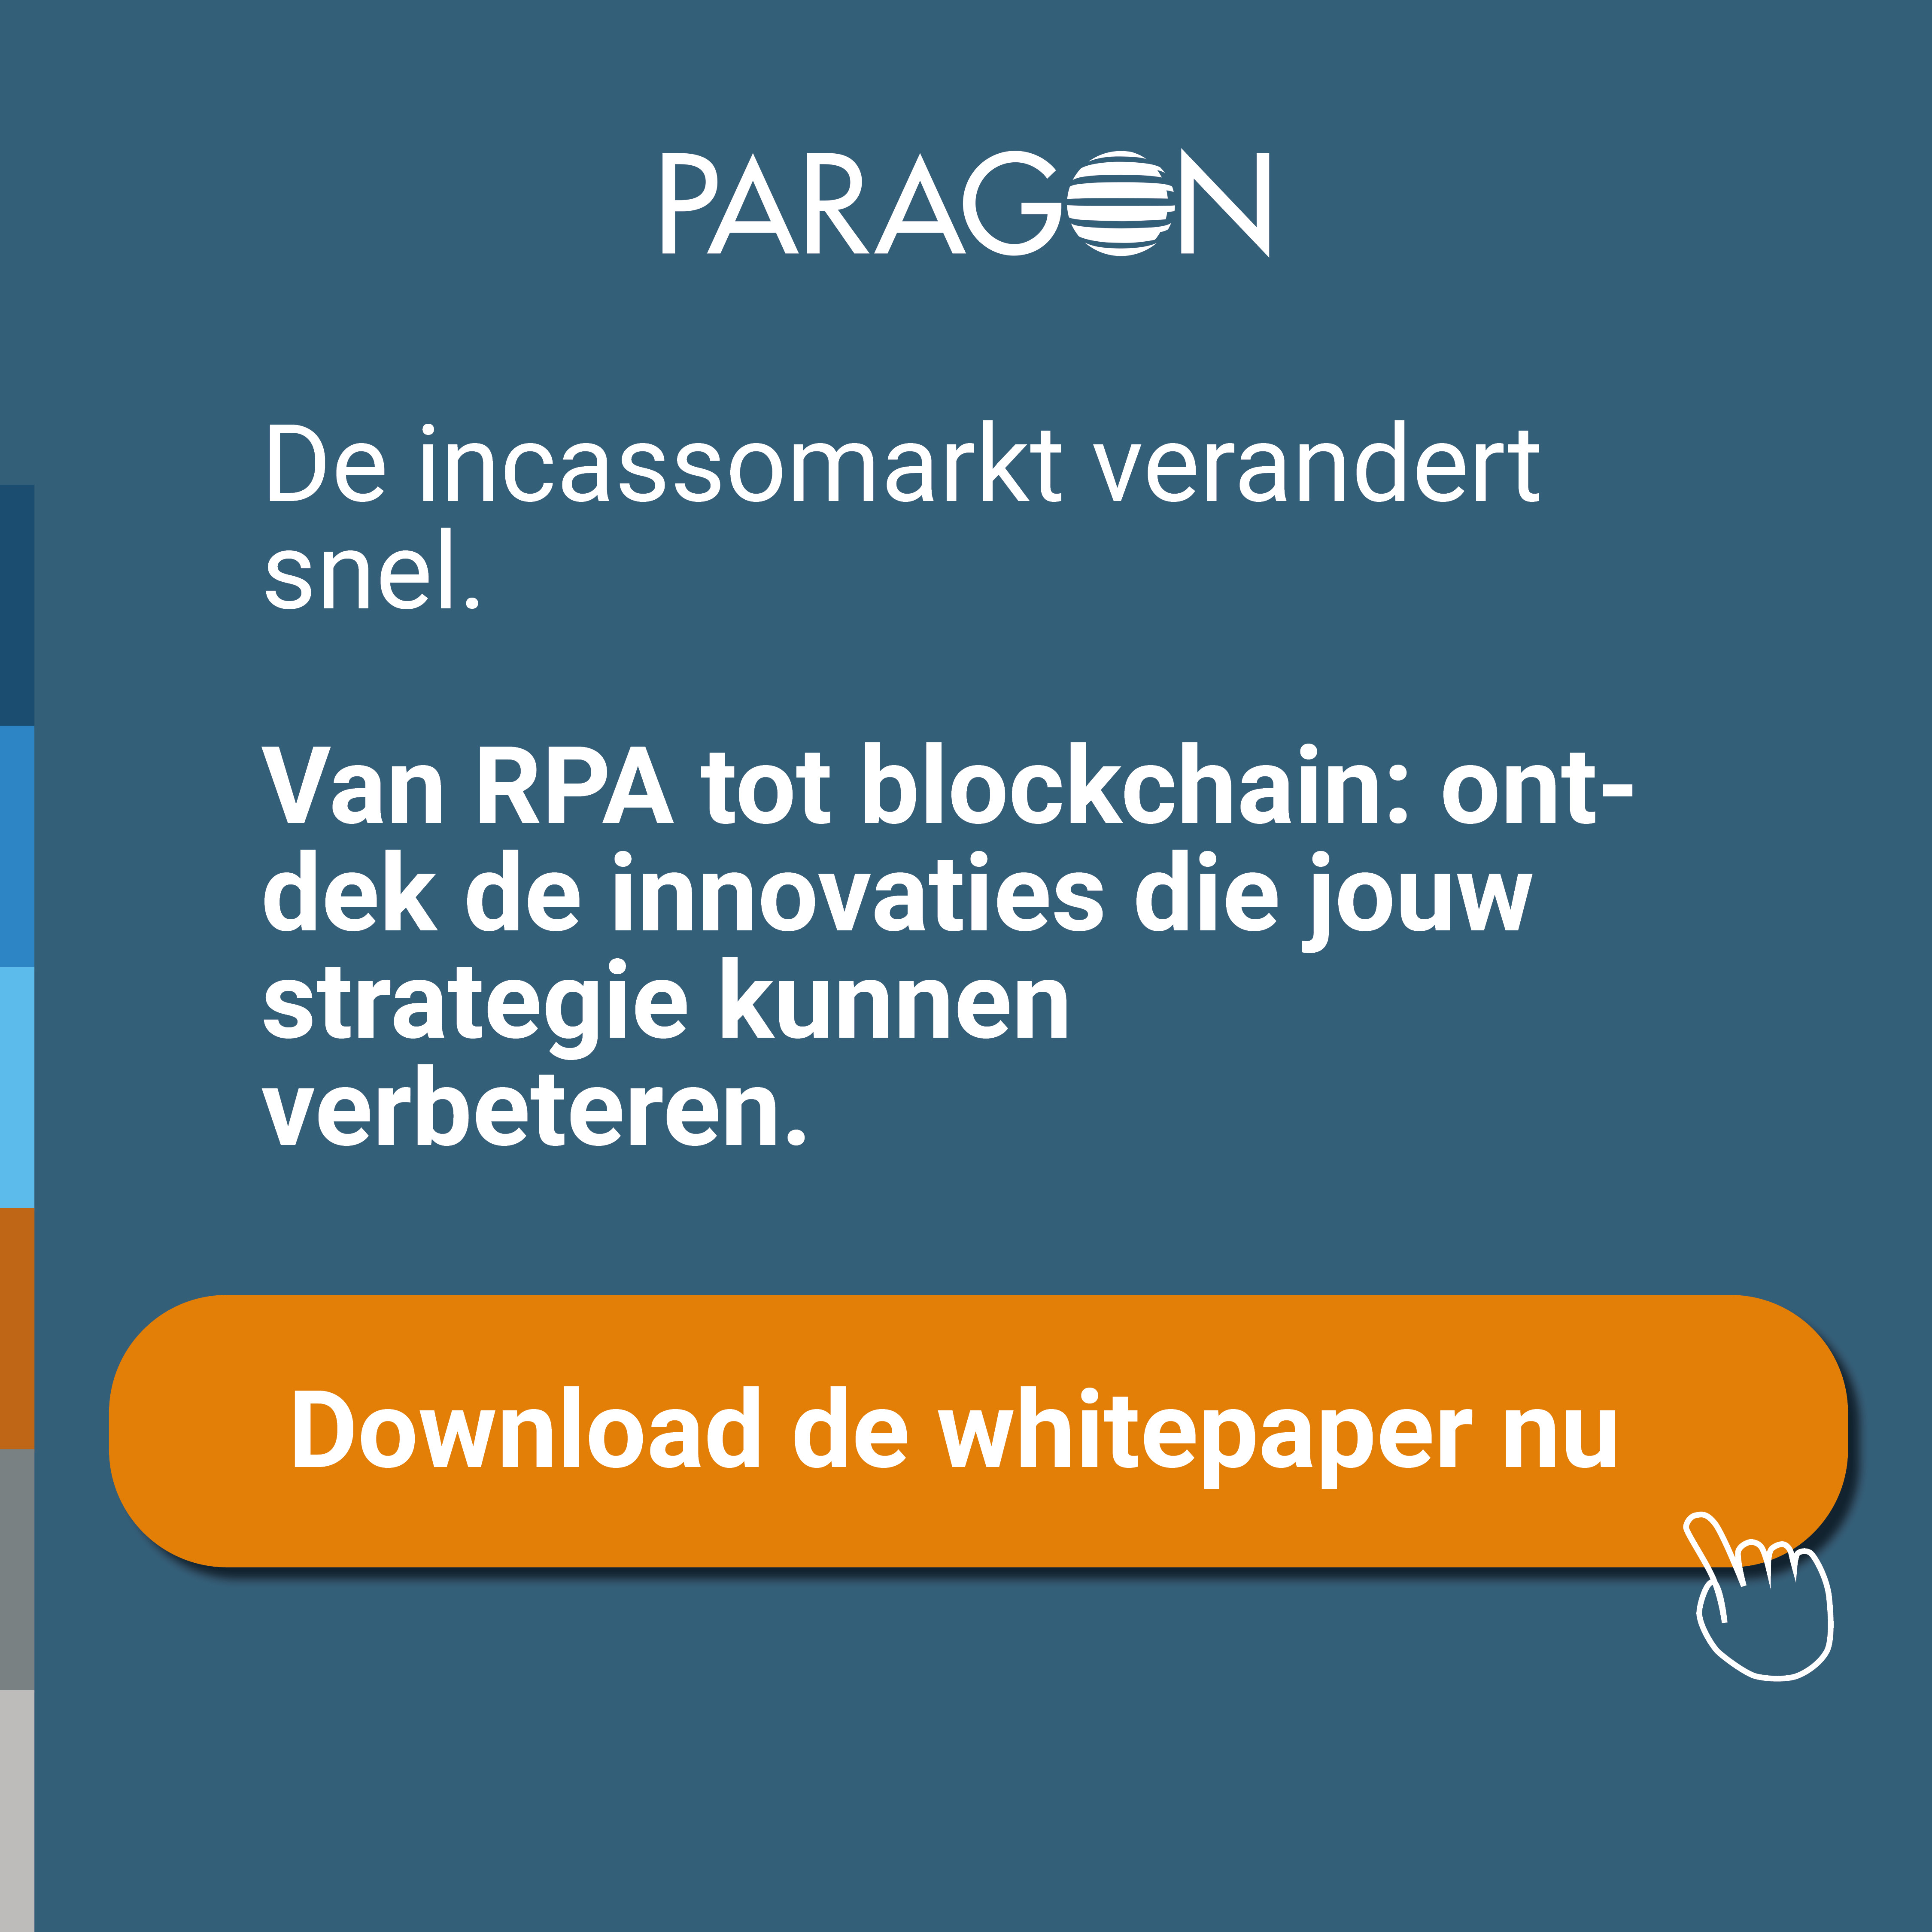 PARAGON
De incassomarkt verandert
snel.
Van RPA tot blockchain: ont-
dek de innovaties die jouw
strategie kunnen
verbeteren.
Download de whitepaper nu